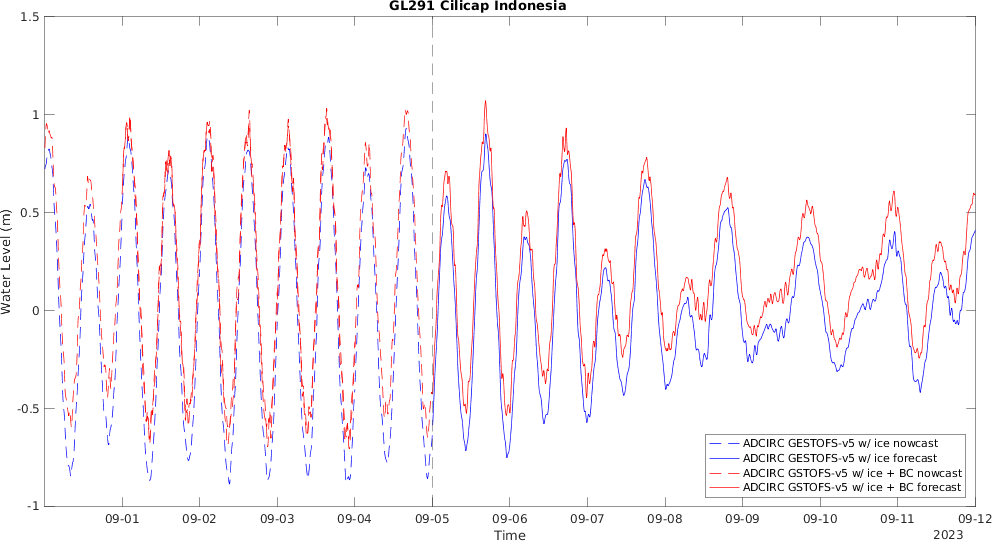 GL291 Cilicap Indonesia
1.5
1
0.5
0
-0.5
-1
Water Level (m)
09-01 09-02 09-03 09-04 09-05 09-06 09-07 09-08 09-09 09-10 09-11 09-12
Time
2023
ADCIRC GESTOFS-v5 w/ ice nowcast
ADCIRC GESTOFS-v5 w/ ice forecast
ADCIRC GSTOFS-v5 w/ ice + BC nowcast
ADCIRC GSTOFS-v5 w/ ice + BC forecast